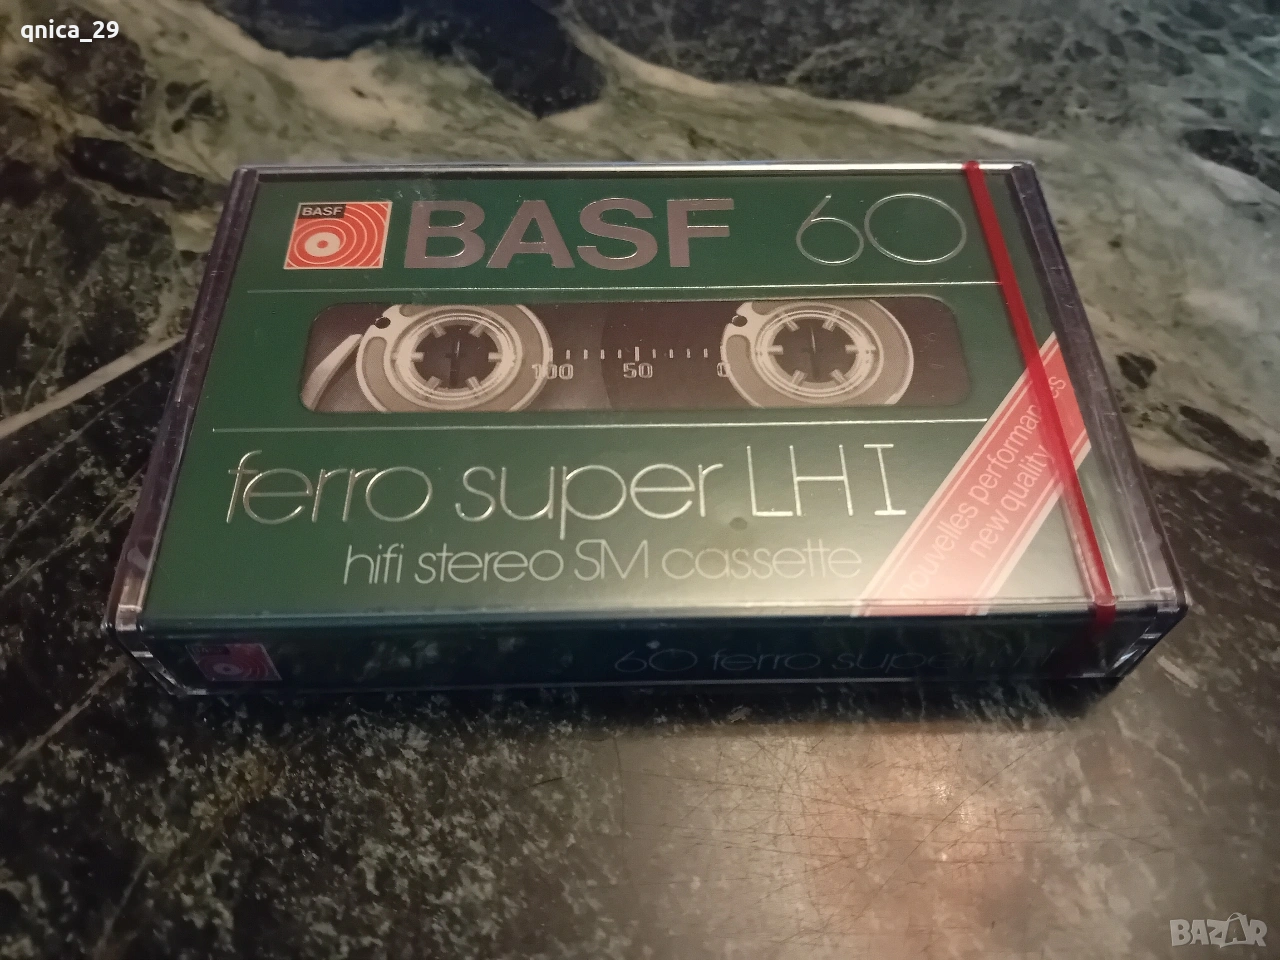 qnica_29
BASF
BASF 60
100 50 0
ferro super LH I
hifi stereo SM cassette
nouvelles performances
new quality
60 ferro super
BAZAR